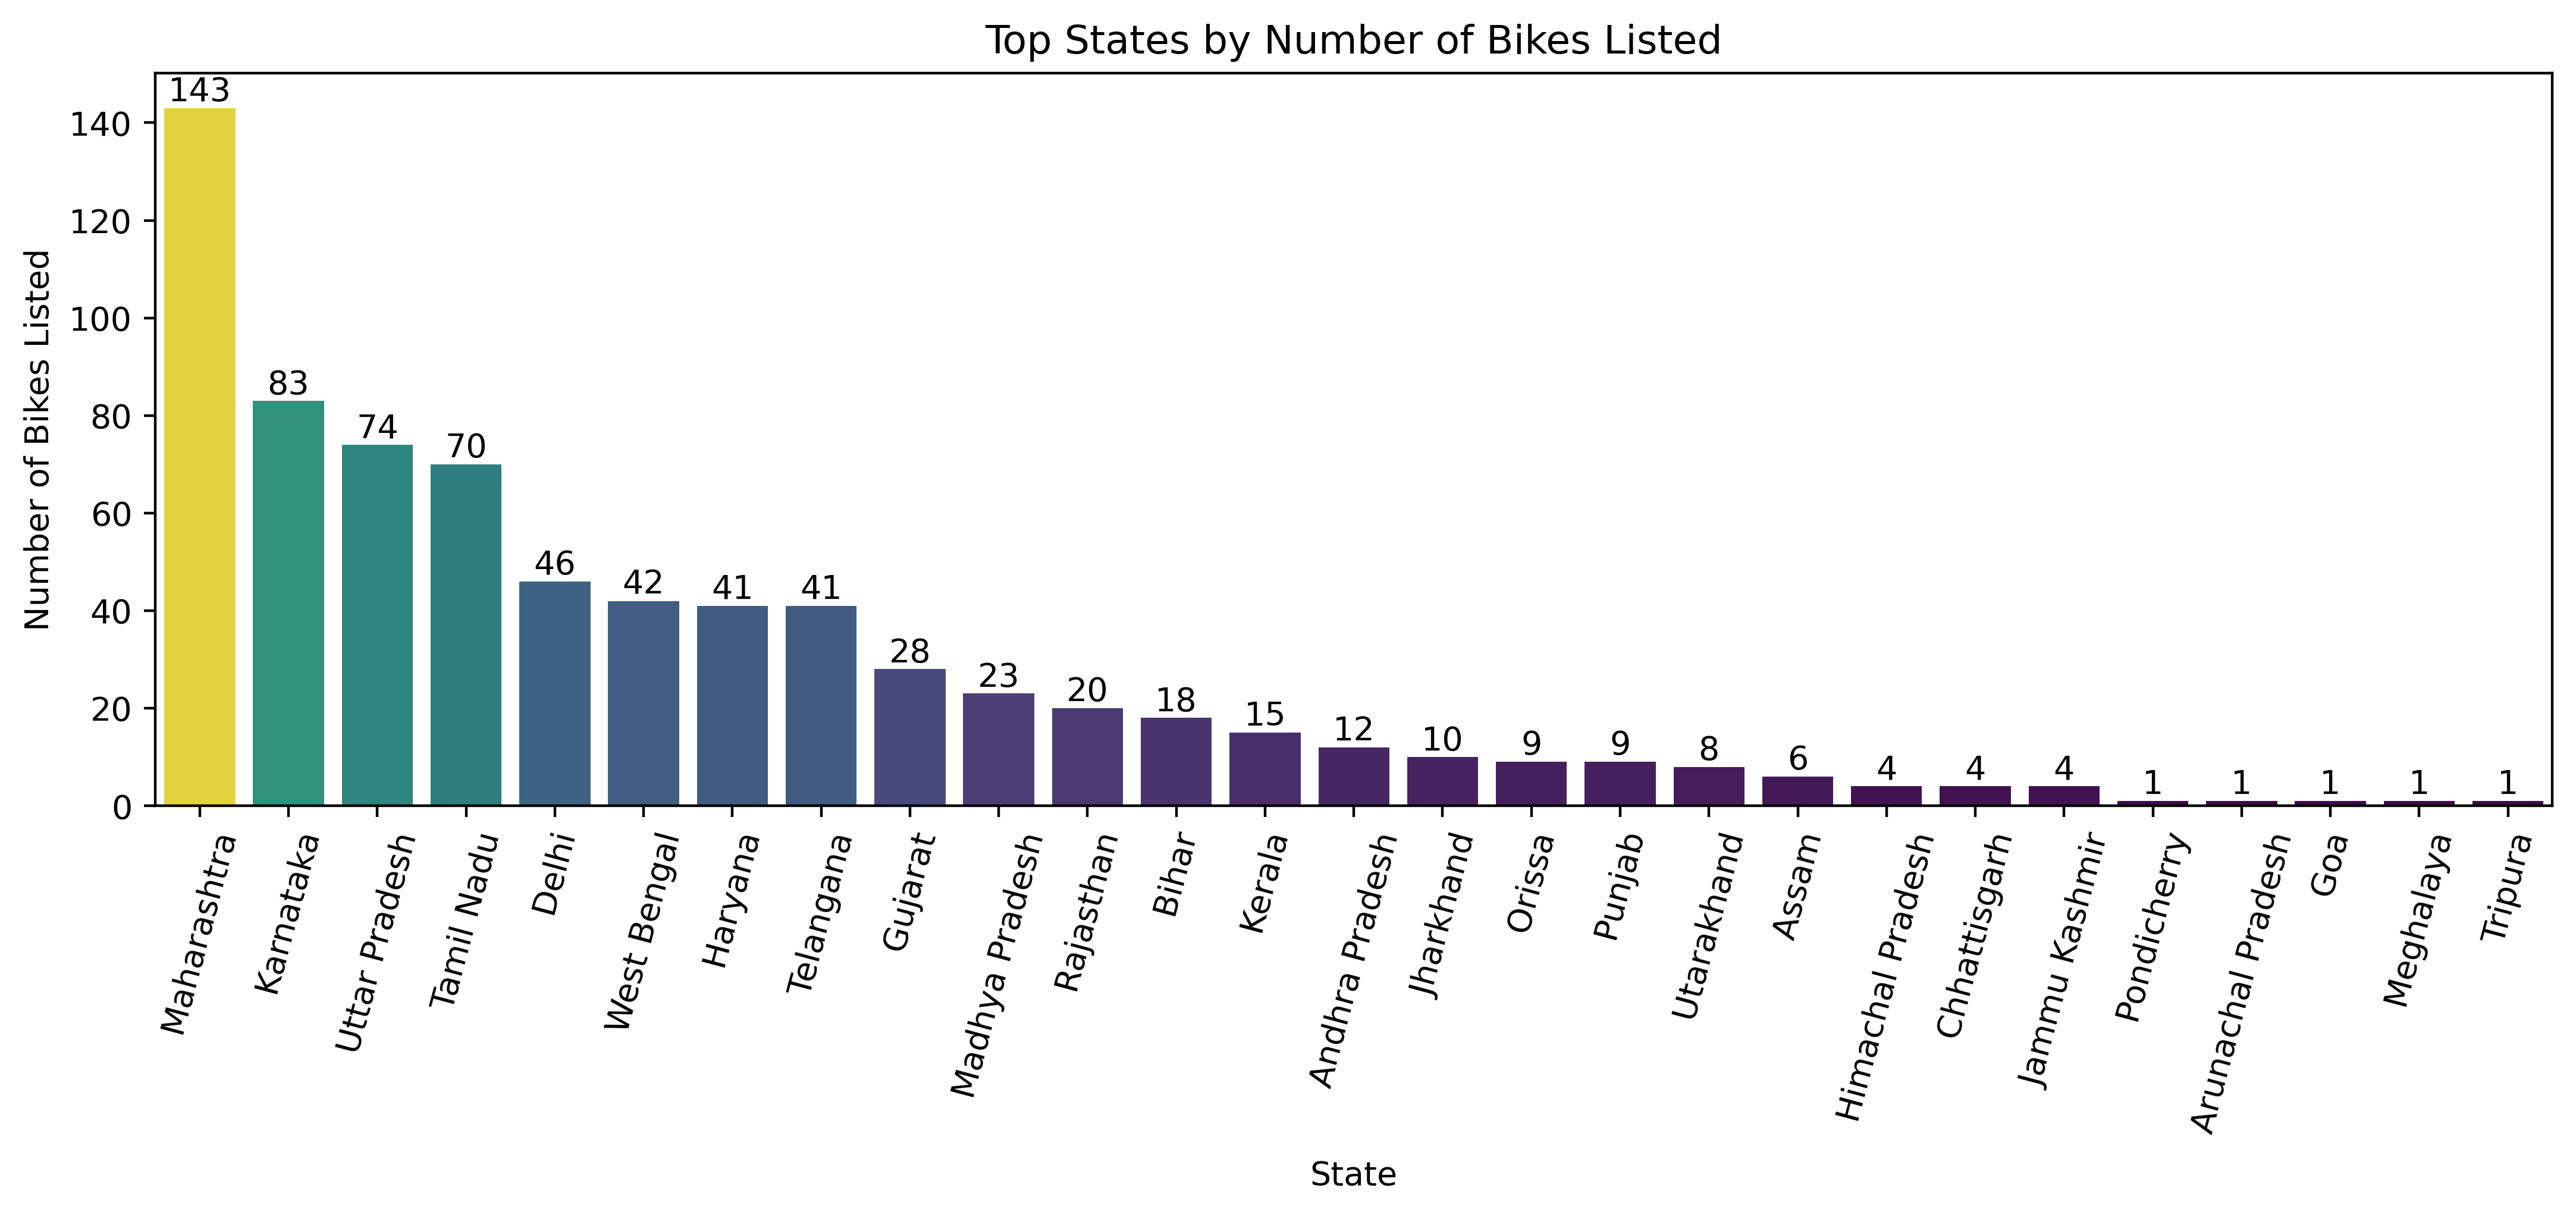 Top States by Number of Bikes Listed
Number of Bikes Listed
140
120
100
80
60
40
20
0
143
83
74
70
46
42
41
41
28
23
20
18
15
12
10
9
9
8
6
4
4
4
1
1
1
1
1
Maharashtra
Karnataka
Uttar Pradesh
Tamil Nadu
Delhi
West Bengal
Haryana
Telangana
Gujarat
Madhya Pradesh
Rajasthan
Bihar
Kerala
Andhra Pradesh
Jharkhand
Orissa
Punjab
Utarakhand
Assam
Himachal Pradesh
Chhattisgarh
Jammu Kashmir
Pondicherry
Arunachal Pradesh
Goa
Meghalaya
Tripura
State